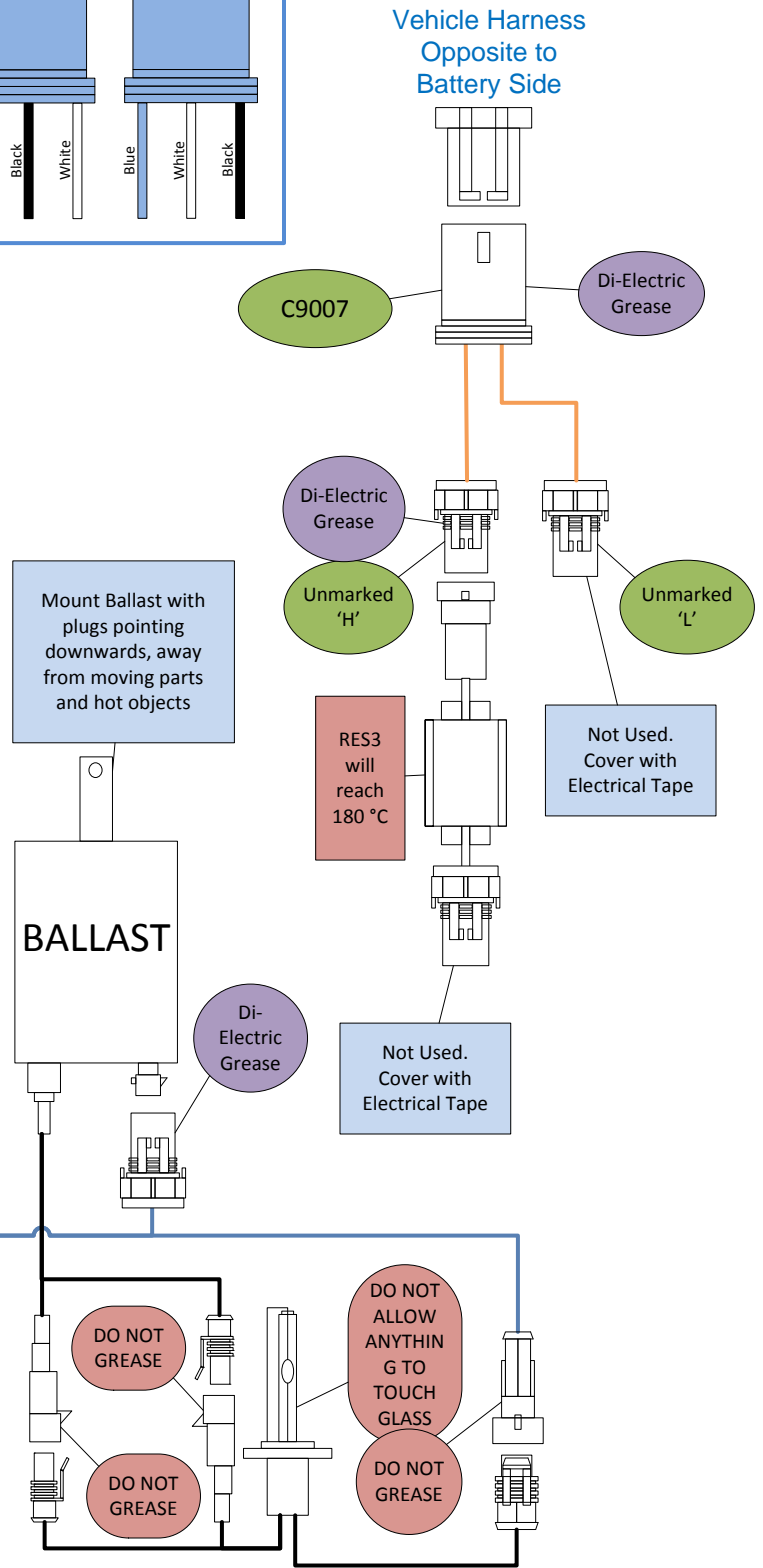 Vehicle Harness
Opposite to
Battery Side
Black
White
Blue
White
Black
C9007
Di-Electric
Grease
Di-Electric
Grease
Unmarked
‘H’
Unmarked
‘L’
Mount Ballast with
plugs pointing
downwards, away
from moving parts
and hot objects
RES3
will
reach
180 °C
Not Used.
Cover with
Electrical Tape
BALLAST
Di-
Electric
Grease
Not Used.
Cover with
Electrical Tape
DO NOT
GREASE
DO NOT
ALLOW
ANYTHIN
G TO
TOUCH
GLASS
DO NOT
GREASE
DO NOT
GREASE